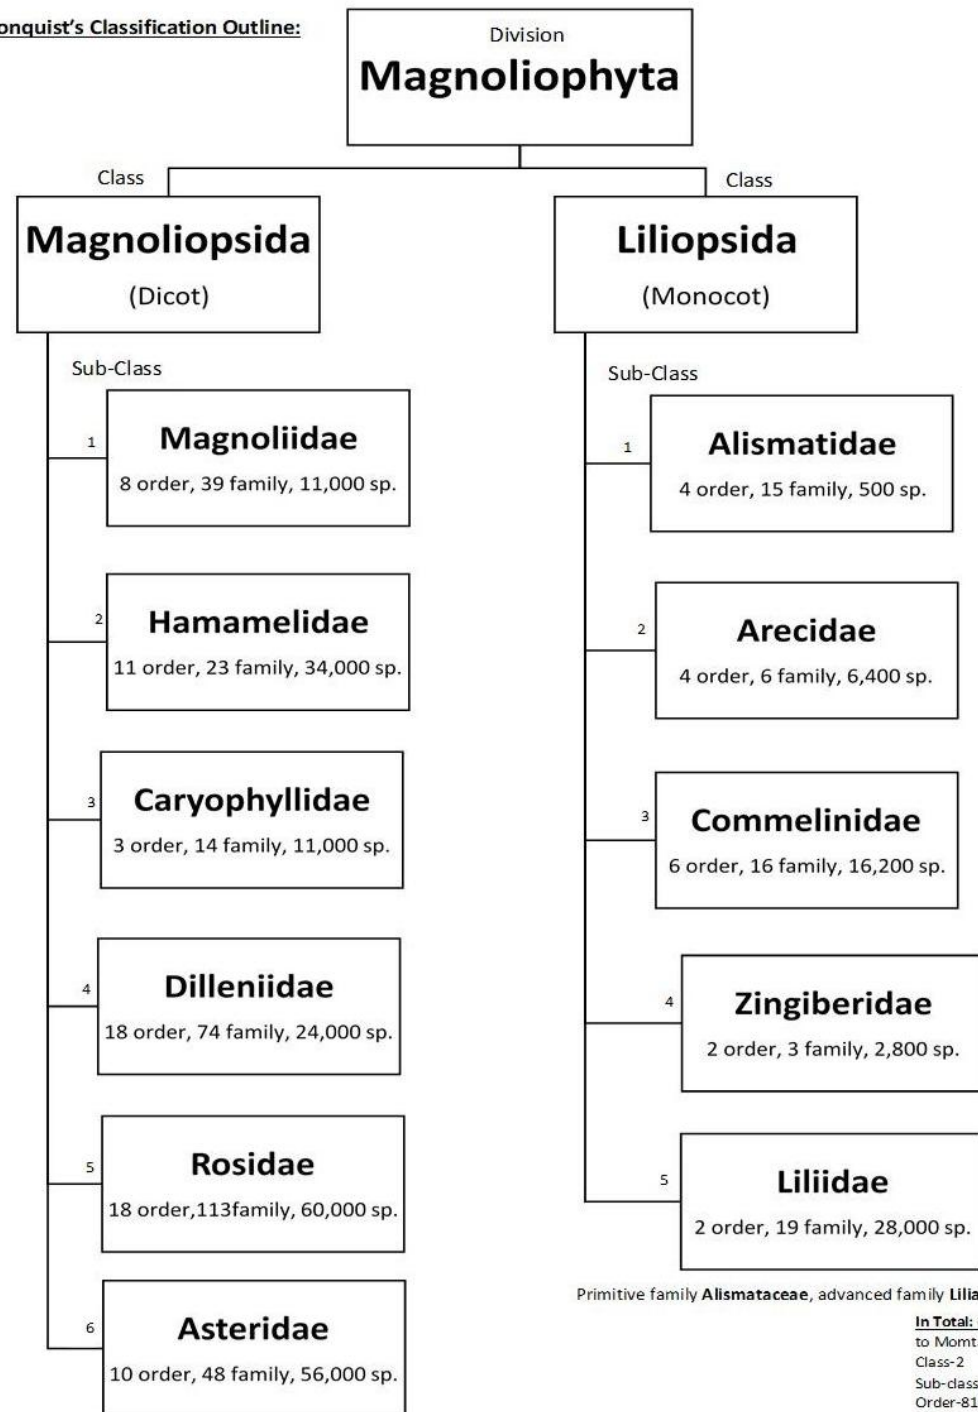 onquist's Classification Outline:
Division
Magnoliophyta
Class
Magnoliopsida
(Dicot)
Sub-Class
1
Magnoliidae
8 order, 39 family, 11,000 sp.
2
Hamamelidae
11 order, 23 family, 34,000 sp.
3
Caryophyllidae
3 order, 14 family, 11,000 sp.
4
Dilleniidae
18 order, 74 family, 24,000 sp.
5
Rosidae
18 order,113family, 60,000 sp.
6
Asteridae
10 order, 48 family, 56,000 sp.
Class
Liliopsida
(Monocot)
Sub-Class
1
Alismatidae
4 order, 15 family, 500 sp.
2
Arecidae
4 order, 6 family, 6,400 sp.
3
Commelinidae
6 order, 16 family, 16,200 sp.
4
Zingiberidae
2 order, 3 family, 2,800 sp.
5
Liliidae
2 order, 19 family, 28,000 sp.
Primitive family Alismataceae, advanced family Lilia
In Total:
to Momt
Class-2
Sub-class
Order-81